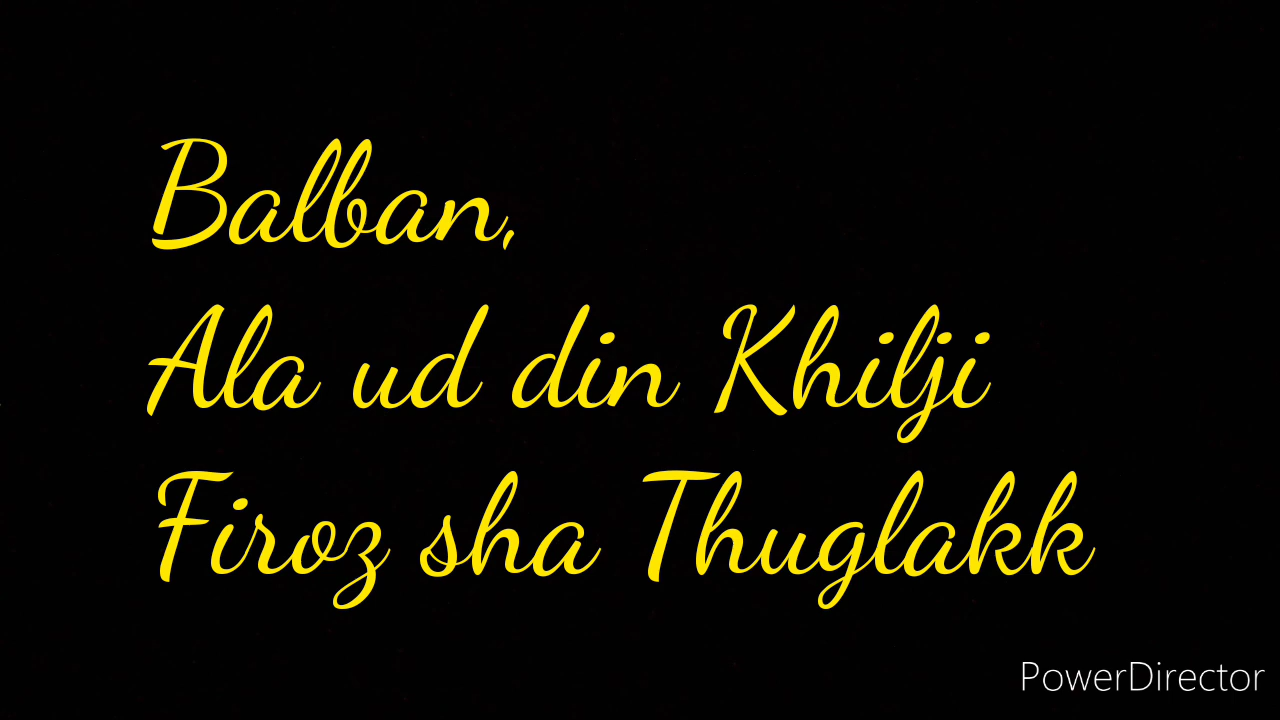 Balban,
Ala ud din Khilji
Firoz sha Thuglakk
PowerDirector